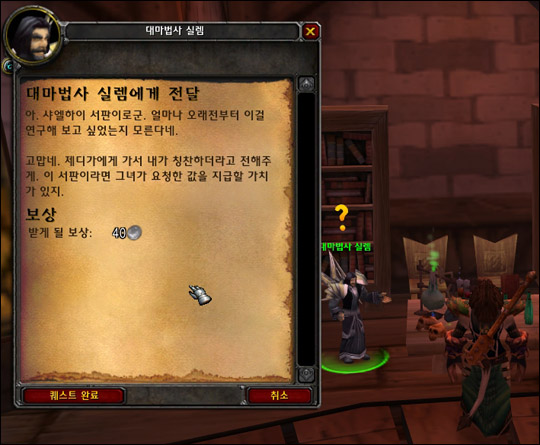 대마법사 실렘
대마법사 실렘에게 전달
아. 샤엘하이 서판이로군. 얼마나 오래전부터 이걸
연구해 보고 싶었는지 모른다네.
고맙네. 제디가에게 가서 내가 칭찬하더라고 전해주
게. 이 서판이라면 그녀가 요청한 값을 지급할 가치
가 있지.
보상
받게 될 보상: 40
?
대마법사 실렘
퀘스트 완료
취소